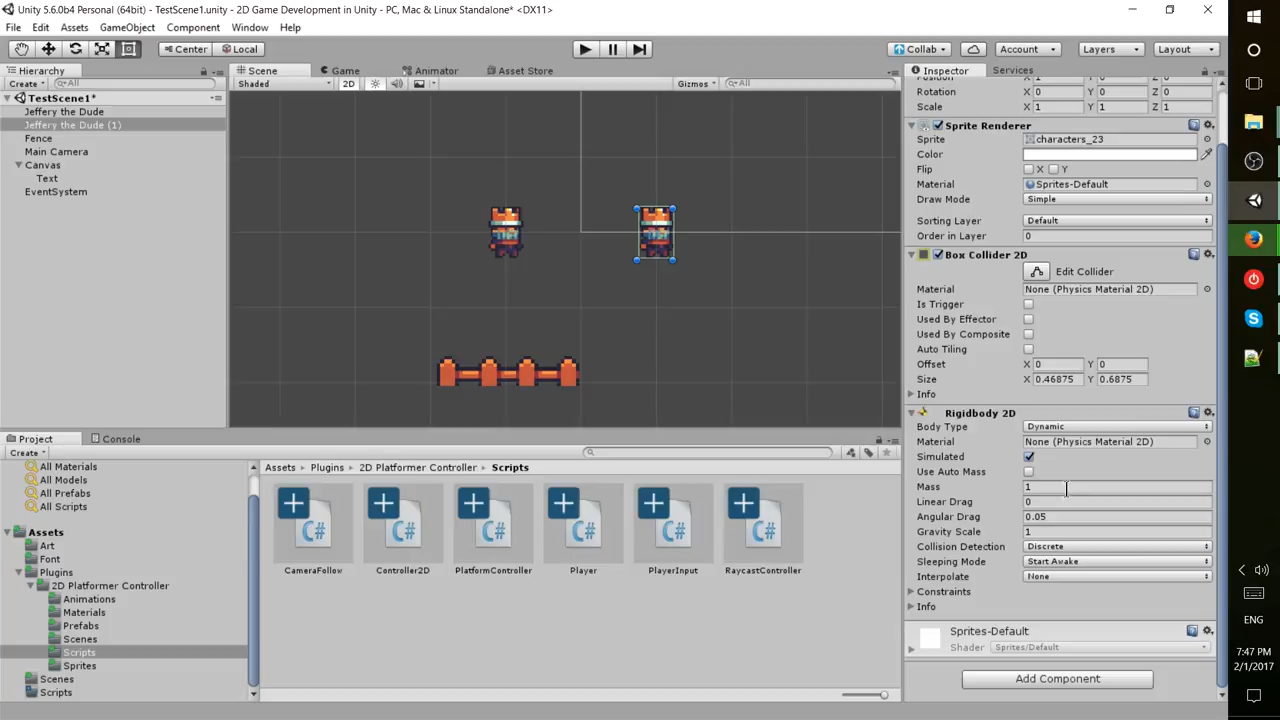 Unity 5.6.0b4 Personal (64bit) - TestScene1.unity - 2D Game Development in Unity - PC, Mac & Linux Standalone* <DX11>
File Edit Assets GameObject Component Window Help
Center Local Collab Account Layers Layout
Hierarchy
Create All
TestScene1*
Jeffery the Dude
Jeffery the Dude (1)
Fence
Main Camera
Canvas
Text
EventSystem
Scene Game Animator Asset Store
Shaded 2D Gizmos All
Inspector Services
Position X 1 Y 0 Z 0
Rotation X 0 Y 0 Z 0
Scale X 1 Y 1 Z 1
Sprite Renderer
Sprite characters_23
Color
Flip X Y
Material Sprites-Default
Draw Mode Simple
Sorting Layer Default
Order in Layer 0
Box Collider 2D
Edit Collider
Material None (Physics Material 2D)
Is Trigger
Used By Effector
Used By Composite
Auto Tiling
Offset X 0 Y 0
Size X 0.46875 Y 0.6875
Info
Rigidbody 2D
Body Type Dynamic
Material None (Physics Material 2D)
Simulated
Use Auto Mass
Mass 1
Linear Drag 0
Angular Drag 0.05
Gravity Scale 1
Collision Detection Discrete
Sleeping Mode Start Awake
Interpolate None
Constraints
Info
Sprites-Default
Shader Sprites/Default
Add Component
Project Console
Create
All Materials
All Models
All Prefabs
All Scripts
Assets
Art
Font
Plugins
2D Platformer Controller
Animations
Materials
Prefabs
Scenes
Scripts
Sprites
Scenes
Scripts
Assets Plugins 2D Platformer Controller Scripts
C# C# C# C# C# C#
CameraFollow Controller2D PlatformController Player PlayerInput RaycastController
ENG
7:47 PM
2/1/2017